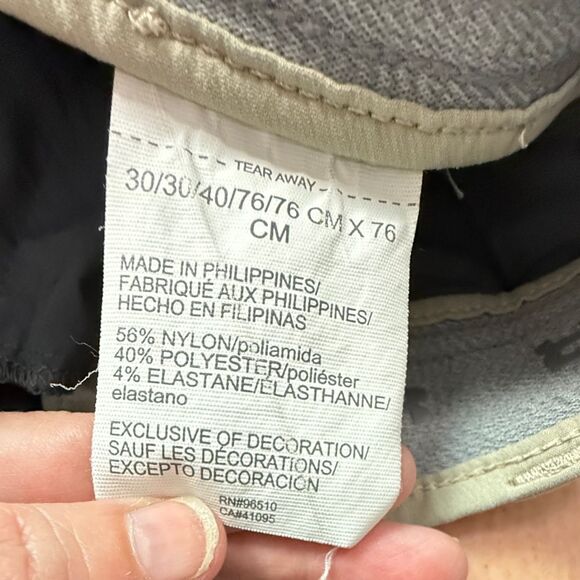 TEAR AWAY
30/30/40/76/76 CM X 76
CM
MADE IN PHILIPPINES/
FABRIQUÉ AUX PHILIPPINES/
HECHO EN FILIPINAS
56% NYLON/poliamida
40% POLYESTER/poliéster
4% ELASTANE/ÉLASTHANNE/
elastano
EXCLUSIVE OF DECORATION/
SAUF LES DÉCORATIONS/
EXCEPTO DECORACIÓN
RN#96510
CA#41095